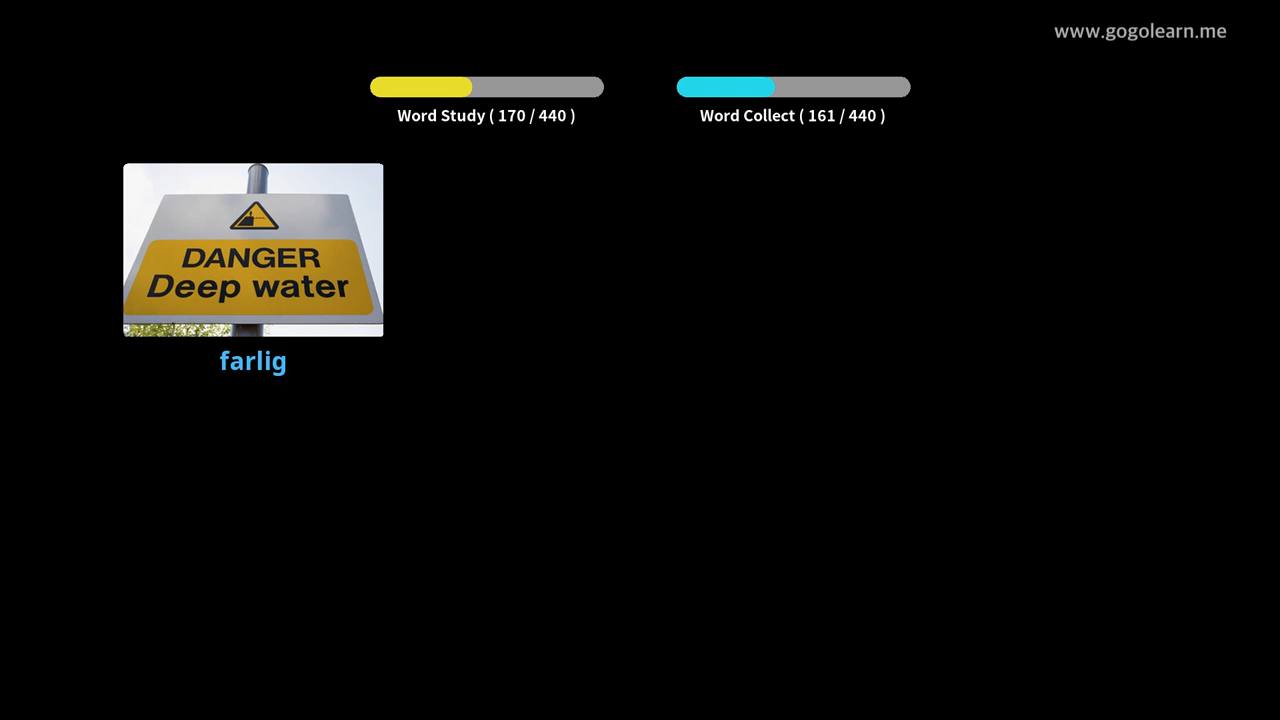 www.gogolearn.me
Word Study ( 170 / 440 )
Word Collect ( 161 / 440 )
DANGER
Deep water
farlig